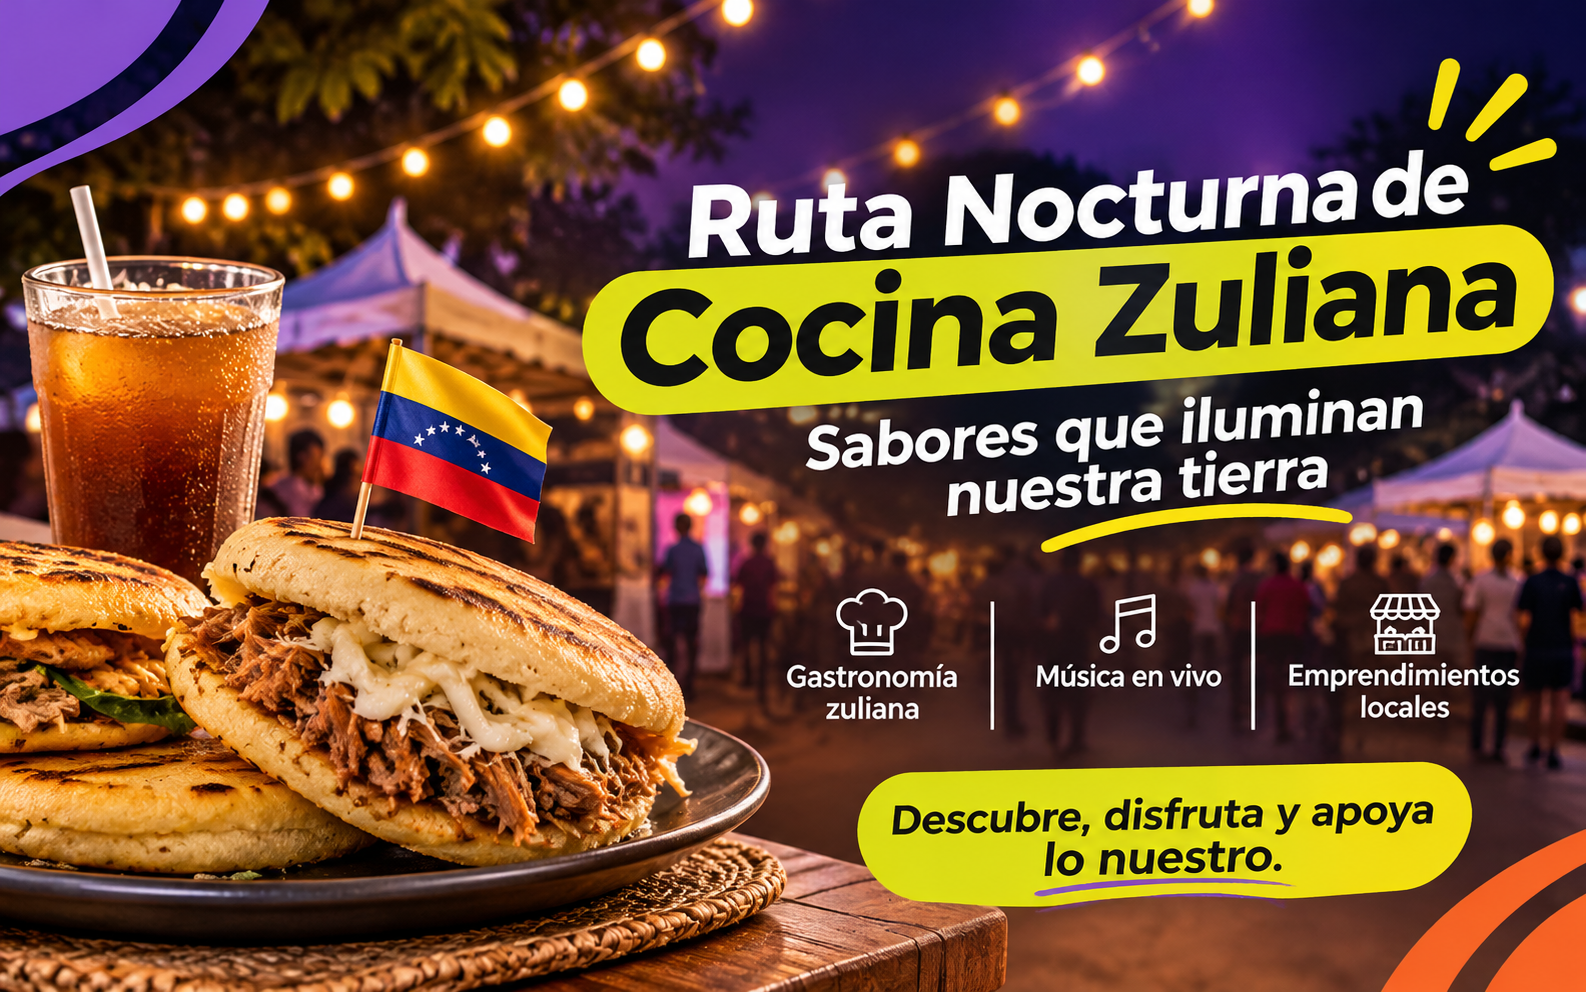 Ruta Nocturna de
Cocina Zuliana
Sabores que iluminan
nuestra tierra
Gastronomía
zuliana
Música en vivo
Emprendimientos
locales
Descubre, disfruta y apoya
lo nuestro.